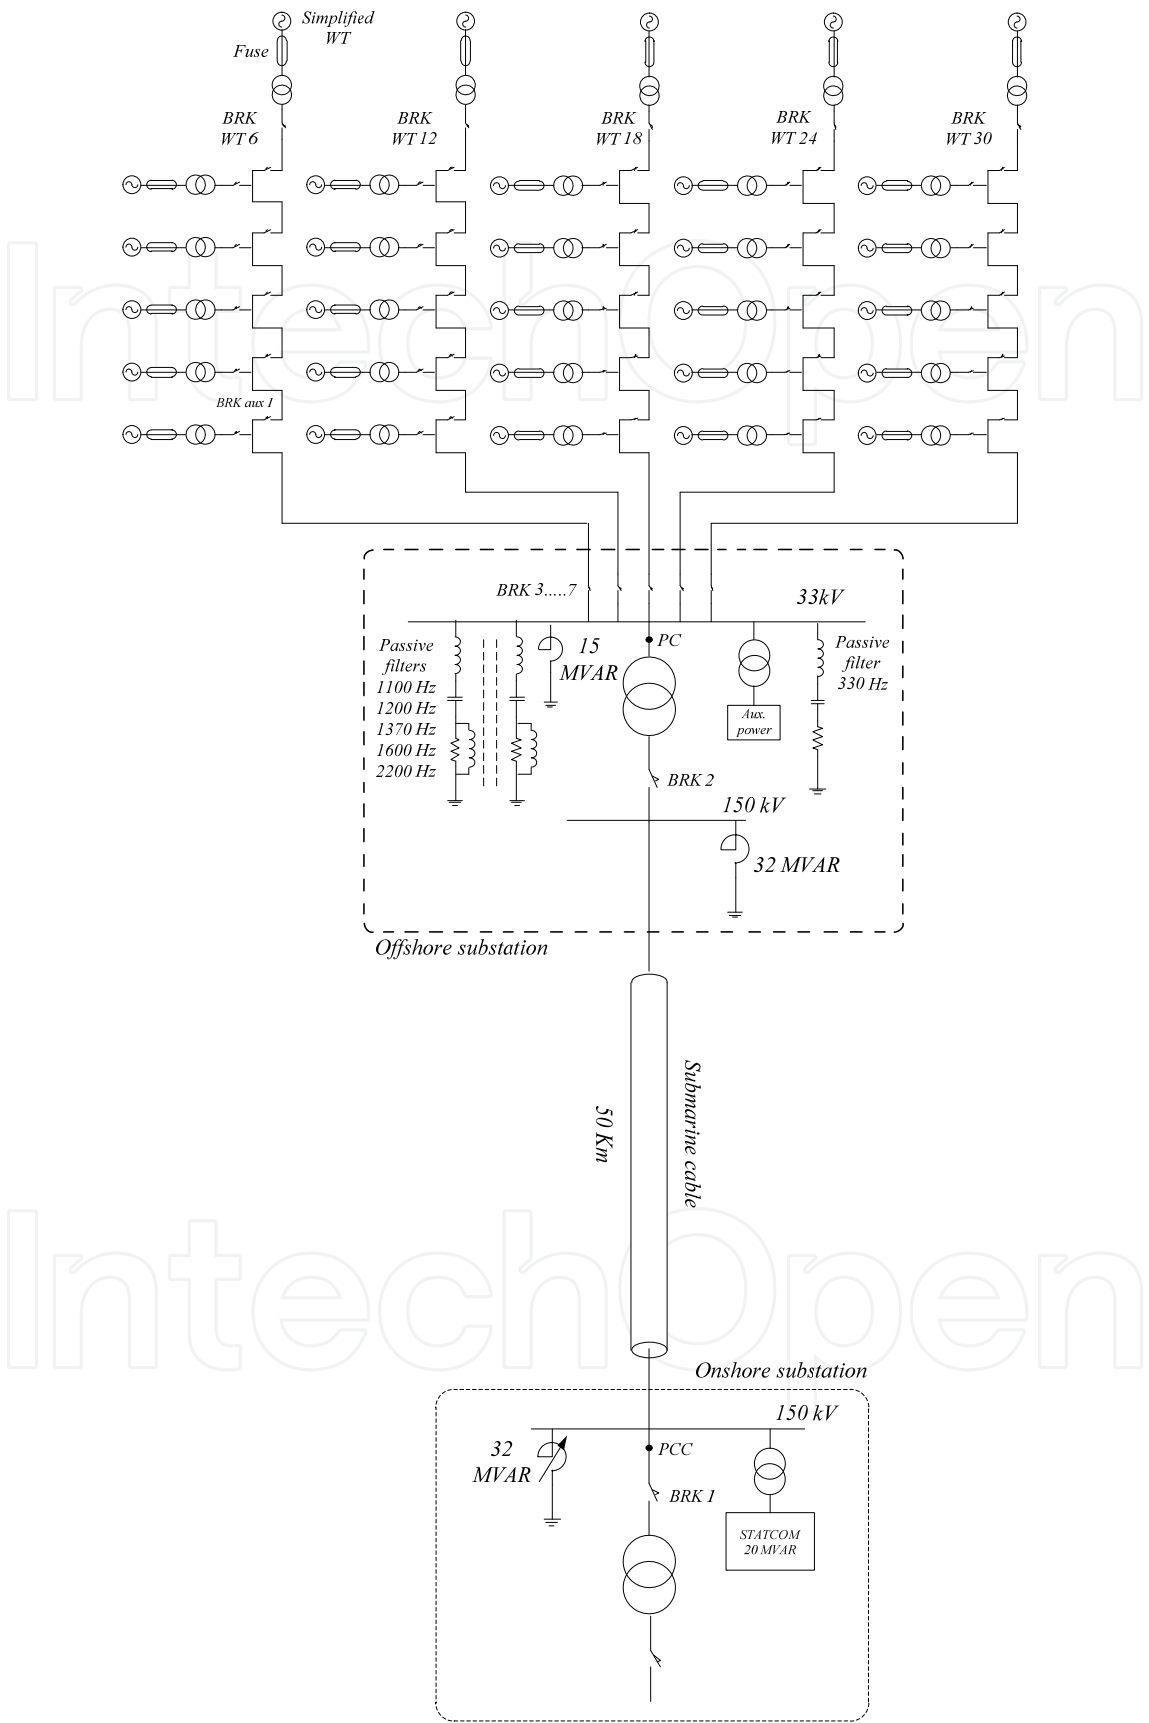 Simplified
WT
Fuse
BRK
WT 6
BRK
WT 12
BRK
WT 18
BRK
WT 24
BRK
WT 30
BRK aux 1
BRK 3.....7
33kV
Passive
filters
1100 Hz
1200 Hz
1370 Hz
1600 Hz
2200 Hz
15
MVAR
PC
Aux.
power
Passive
filter
330 Hz
BRK 2
150 kV
32 MVAR
Offshore substation
Submarine cable
50 Km
Onshore substation
150 kV
32
MVAR
PCC
BRK 1
STATCOM
20 MVAR
IntechOpen
IntechOpen